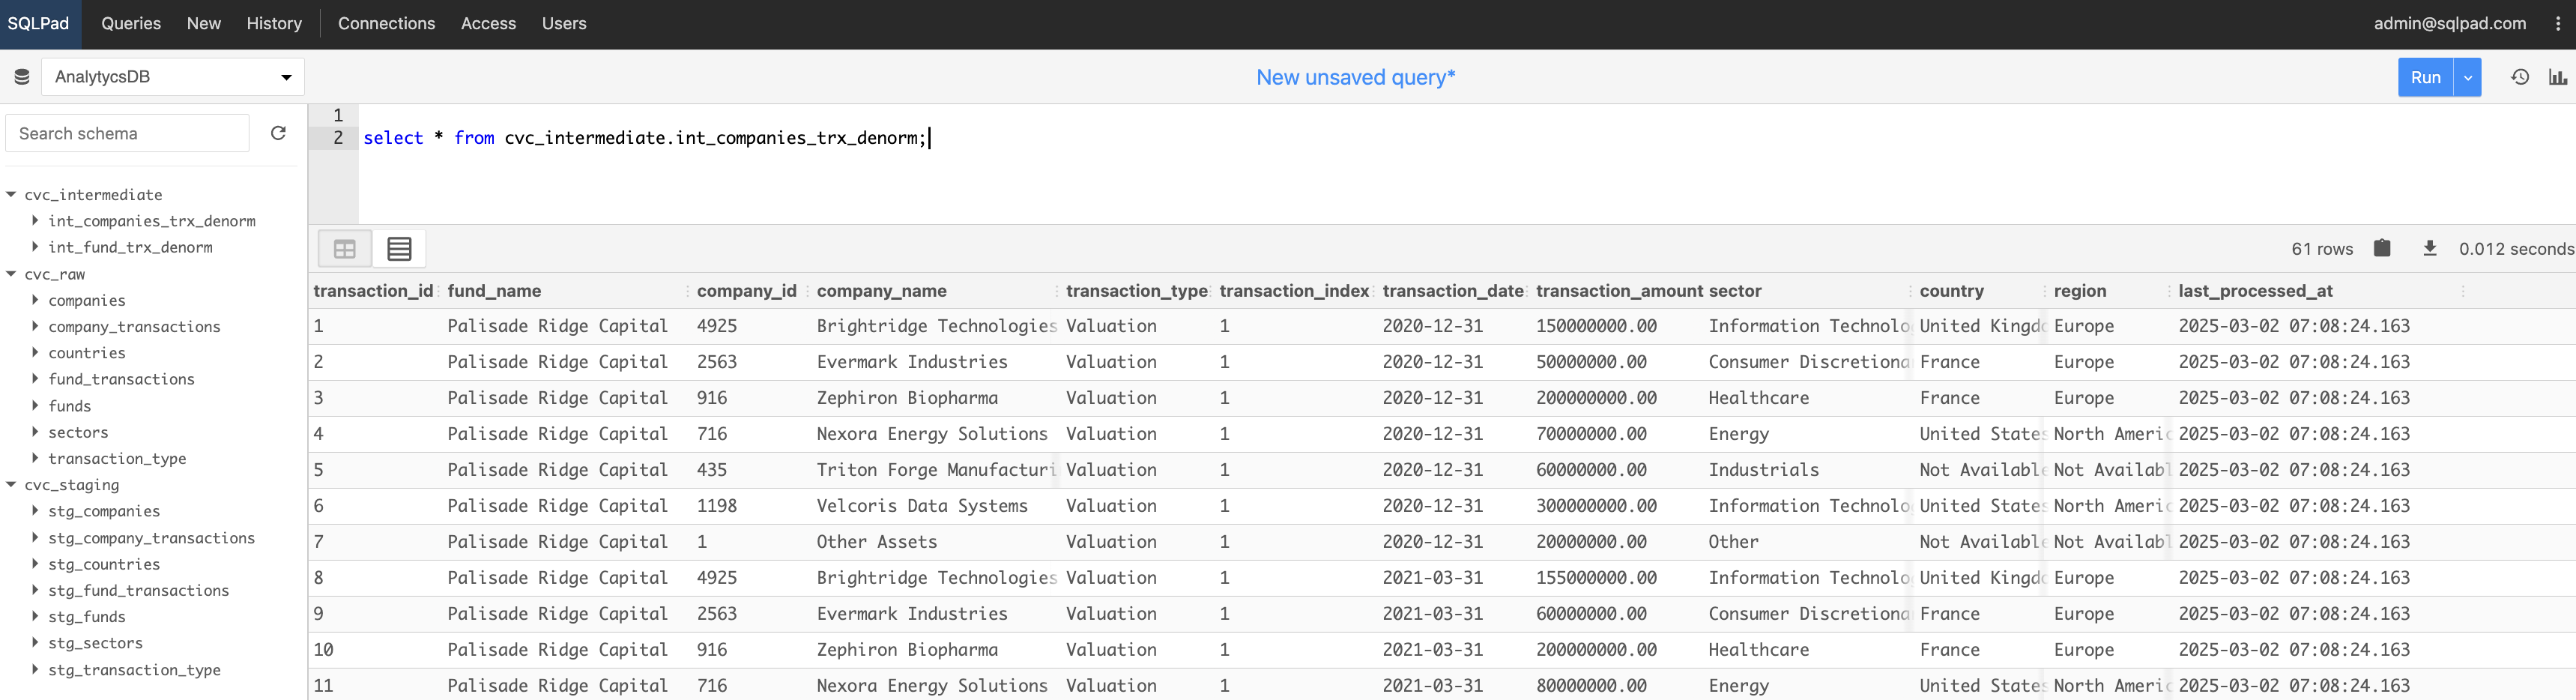 SQLPad Queries New History Connections Access Users admin@sqlpad.com
AnalytycsDB New unsaved query* Run
Search schema
1
2 select * from cvc_intermediate.int_companies_trx_denorm;
cvc_intermediate
int_companies_trx_denorm
int_fund_trx_denorm
cvc_raw
companies
company_transactions
countries
fund_transactions
funds
sectors
transaction_type
cvc_staging
stg_companies
stg_company_transactions
stg_countries
stg_fund_transactions
stg_funds
stg_sectors
stg_transaction_type
61 rows 0.012 seconds
transaction_id fund_name company_id company_name transaction_type transaction_index transaction_date transaction_amount sector country region last_processed_at
1 Palisade Ridge Capital 4925 Brightridge Technologies Valuation 1 2020-12-31 150000000.00 Information Technolo United Kingdo Europe 2025-03-02 07:08:24.163
2 Palisade Ridge Capital 2563 Evermark Industries Valuation 1 2020-12-31 50000000.00 Consumer Discretiona France Europe 2025-03-02 07:08:24.163
3 Palisade Ridge Capital 916 Zephiron Biopharma Valuation 1 2020-12-31 200000000.00 Healthcare France Europe 2025-03-02 07:08:24.163
4 Palisade Ridge Capital 716 Nexora Energy Solutions Valuation 1 2020-12-31 70000000.00 Energy United States North Americ 2025-03-02 07:08:24.163
5 Palisade Ridge Capital 435 Triton Forge Manufacturi Valuation 1 2020-12-31 60000000.00 Industrials Not Available Not Availabl 2025-03-02 07:08:24.163
6 Palisade Ridge Capital 1198 Velcoris Data Systems Valuation 1 2020-12-31 300000000.00 Information Technolo United States North Americ 2025-03-02 07:08:24.163
7 Palisade Ridge Capital 1 Other Assets Valuation 1 2020-12-31 20000000.00 Other Not Available Not Availabl 2025-03-02 07:08:24.163
8 Palisade Ridge Capital 4925 Brightridge Technologies Valuation 1 2021-03-31 155000000.00 Information Technolo United Kingdo Europe 2025-03-02 07:08:24.163
9 Palisade Ridge Capital 2563 Evermark Industries Valuation 1 2021-03-31 60000000.00 Consumer Discretiona France Europe 2025-03-02 07:08:24.163
10 Palisade Ridge Capital 916 Zephiron Biopharma Valuation 1 2021-03-31 200000000.00 Healthcare France Europe 2025-03-02 07:08:24.163
11 Palisade Ridge Capital 716 Nexora Energy Solutions Valuation 1 2021-03-31 80000000.00 Energy United States North Americ 2025-03-02 07:08:24.163